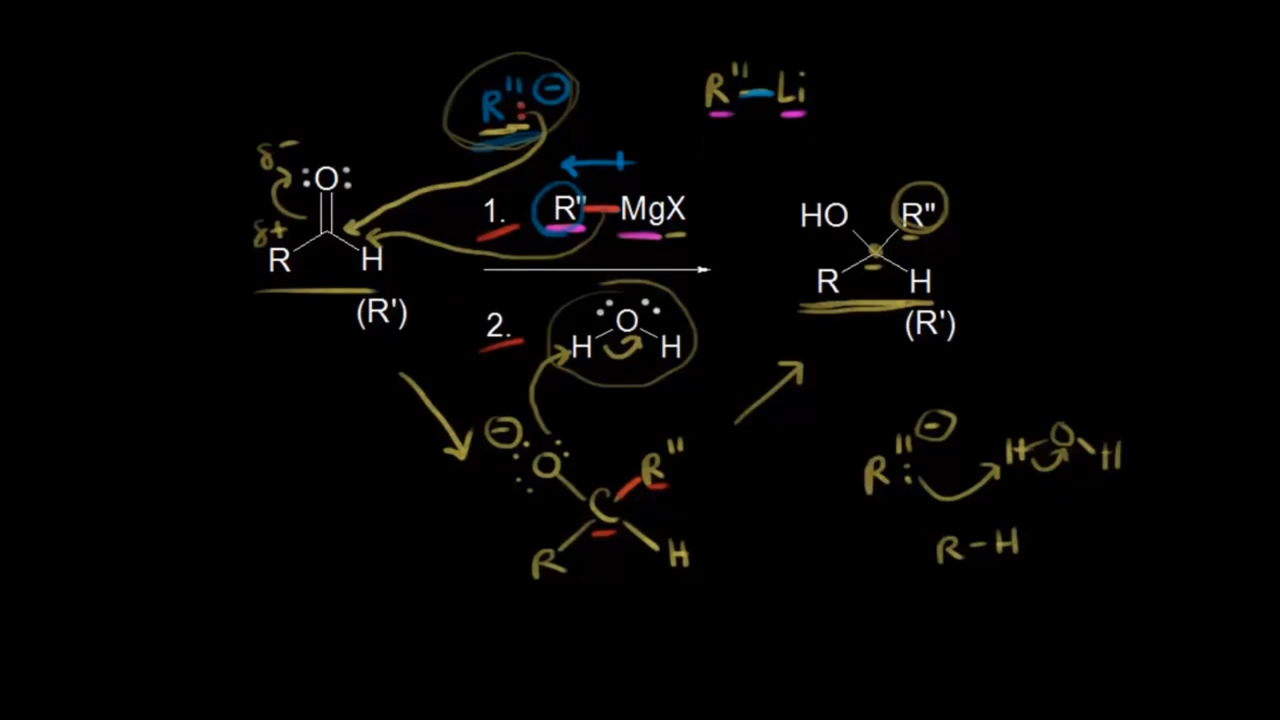 R'' ⊖
R''–Li
δ−
:O:
1. R''–MgX
HO R''
δ+
R H
R H
(R')
(R')
2. H O H
⊖ O R''
C
R H
R'': ⊖ H O H
R–H